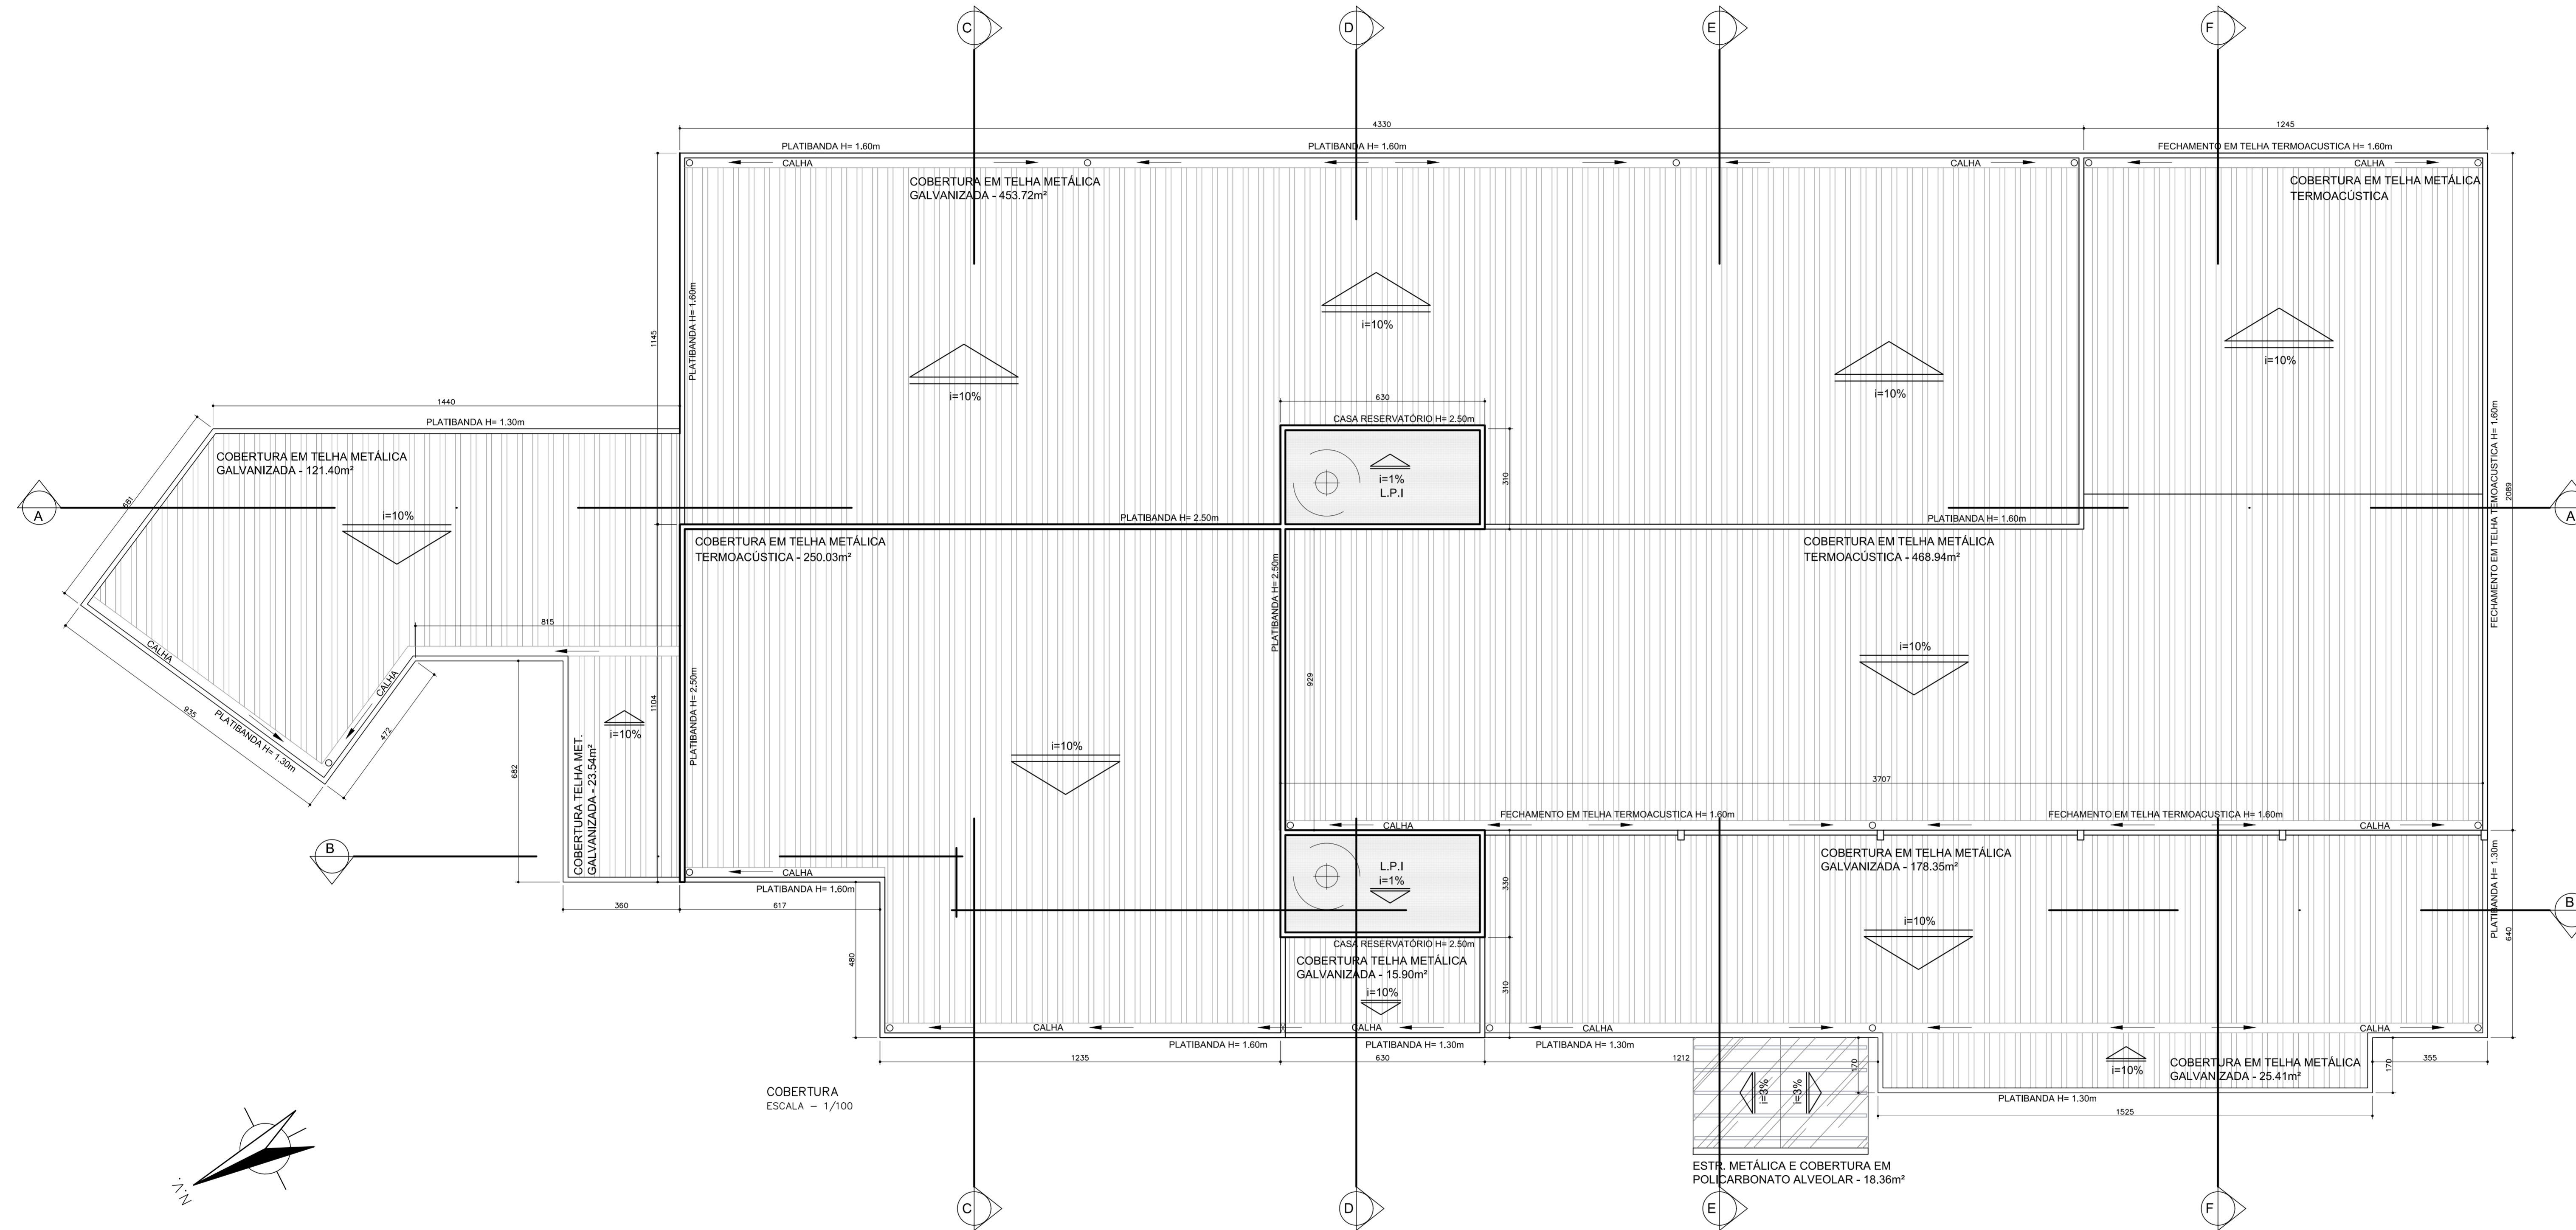 C
D
E
F
4330
1245
PLATIBANDA H= 1.60m
PLATIBANDA H= 1.60m
FECHAMENTO EM TELHA TERMOACUSTICA H= 1.60m
CALHA
CALHA
CALHA
COBERTURA EM TELHA METÁLICA
GALVANIZADA - 453.72m²
COBERTURA EM TELHA METÁLICA
TERMOACÚSTICA
PLATIBANDA H= 1.60m
1145
i=10%
i=10%
i=10%
i=10%
1440
PLATIBANDA H= 1.30m
630
CASA RESERVATÓRIO H= 2.50m
FECHAMENTO EM TELHA TEMOACUSTICA H= 1.60m
2089
COBERTURA EM TELHA METÁLICA
GALVANIZADA - 121.40m²
681
i=1%
L.P.I
310
A
i=10%
A
PLATIBANDA H= 2.50m
PLATIBANDA H= 1.60m
COBERTURA EM TELHA METÁLICA
TERMOACÚSTICA - 250.03m²
COBERTURA EM TELHA METÁLICA
TERMOACÚSTICA - 468.94m²
PLATIBANDA H= 2.50m
929
815
CALHA
CALHA
i=10%
PLATIBANDA H= 2.50m
1104
935
PLATIBANDA H= 1.30m
472
i=10%
i=10%
682
COBERTURA TELHA MET.
GALVANIZADA - 23.54m²
3707
FECHAMENTO EM TELHA TERMOACUSTICA H= 1.60m
FECHAMENTO EM TELHA TERMOACUSTICA H= 1.60m
CALHA
CALHA
B
COBERTURA EM TELHA METÁLICA
GALVANIZADA - 178.35m²
L.P.I
i=1%
330
CALHA
PLATIBANDA H= 1.60m
PLATIBANDA H= 1.30m
640
B
360
617
i=10%
CASA RESERVATÓRIO H= 2.50m
480
COBERTURA TELHA METÁLICA
GALVANIZADA - 15.90m²
310
i=10%
CALHA
CALHA
CALHA
CALHA
PLATIBANDA H= 1.60m
PLATIBANDA H= 1.30m
PLATIBANDA H= 1.30m
1235
630
1212
170
i=10%
COBERTURA EM TELHA METÁLICA
GALVANIZADA - 25.41m²
170
355
i=3%
i=3%
PLATIBANDA H= 1.30m
1525
COBERTURA
ESCALA - 1/100
ESTR. METÁLICA E COBERTURA EM
POLICARBONATO ALVEOLAR - 18.36m²
N.V.
C
D
E
F